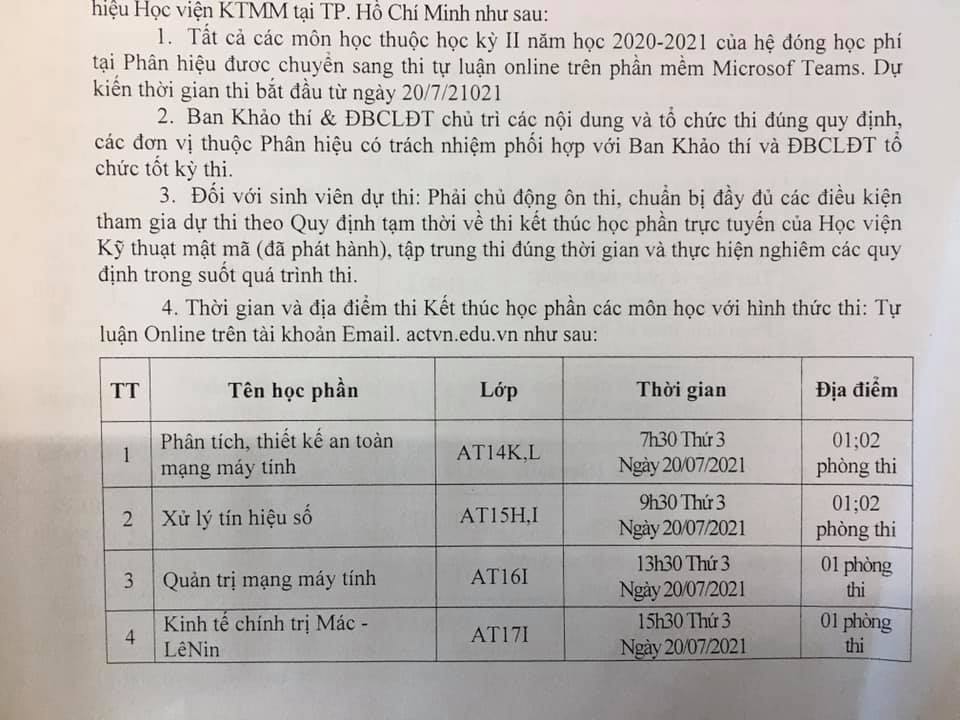 hiệu Học viện KTMM tại TP. Hồ Chí Minh như sau:
1. Tất cả các môn học thuộc học kỳ II năm học 2020-2021 của hệ đóng học phí
tại Phân hiệu đươc chuyển sang thi tự luận online trên phần mềm Microsof Teams. Dự
kiến thời gian thi bắt đầu từ ngày 20/7/21021
2. Ban Khảo thí & ĐBCLĐT chủ trì các nội dung và tổ chức thi đúng quy định,
các đơn vị thuộc Phân hiệu có trách nhiệm phối hợp với Ban Khảo thí và ĐBCLĐT tổ
chức tốt kỳ thi.
3. Đối với sinh viên dự thi: Phải chủ động ôn thi, chuẩn bị đầy đủ các điều kiện
tham gia dự thi theo Quy định tạm thời về thi kết thúc học phần trực tuyến của Học viện
Kỹ thuật mật mã (đã phát hành), tập trung thi đúng thời gian và thực hiện nghiêm các quy
định trong suốt quá trình thi.
4. Thời gian và địa điểm thi Kết thúc học phần các môn học với hình thức thi: Tự
luận Online trên tài khoản Email. actvn.edu.vn như sau:
TT Tên học phần Lớp Thời gian Địa điểm
1 Phân tích, thiết kế an toàn mạng máy tính AT14K,L 7h30 Thứ 3 Ngày 20/07/2021 01;02 phòng thi
2 Xử lý tín hiệu số AT15H,I 9h30 Thứ 3 Ngày 20/07/2021 01;02 phòng thi
3 Quản trị mạng máy tính AT16I 13h30 Thứ 3 Ngày 20/07/2021 01 phòng thi
4 Kinh tế chính trị Mác - LêNin AT17I 15h30 Thứ 3 Ngày 20/07/2021 01 phòng thi